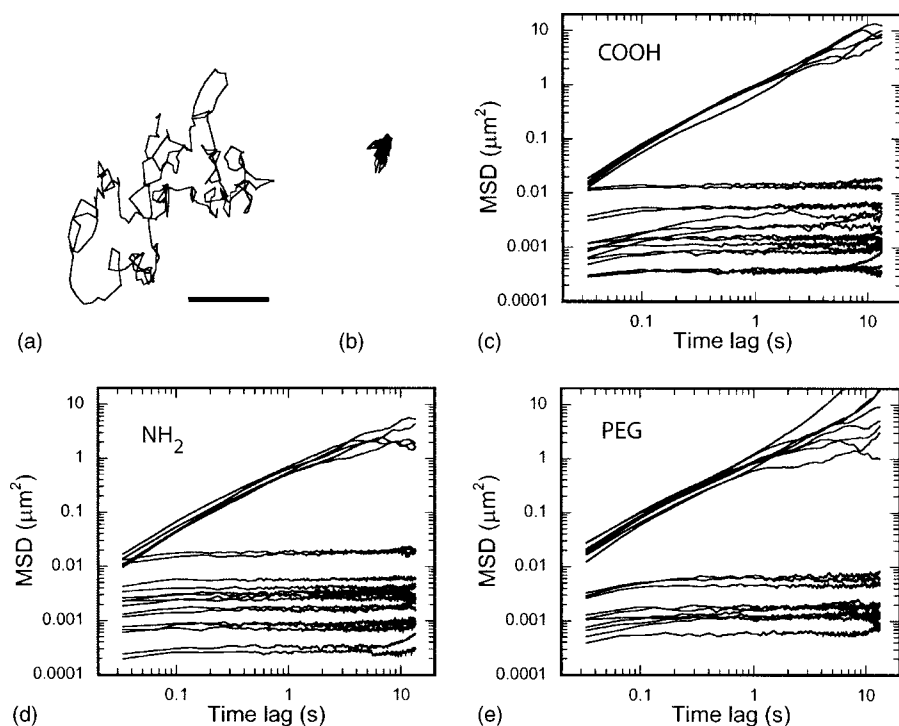 (a)
(b)
(c)
COOH
MSD (μm²)
10
1
0.1
0.01
0.001
0.0001
0.1
1
10
Time lag (s)
(d)
NH₂
MSD (μm²)
10
1
0.1
0.01
0.001
0.0001
0.1
1
10
Time lag (s)
(e)
PEG
MSD (μm²)
10
1
0.1
0.01
0.001
0.0001
0.1
1
10
Time lag (s)